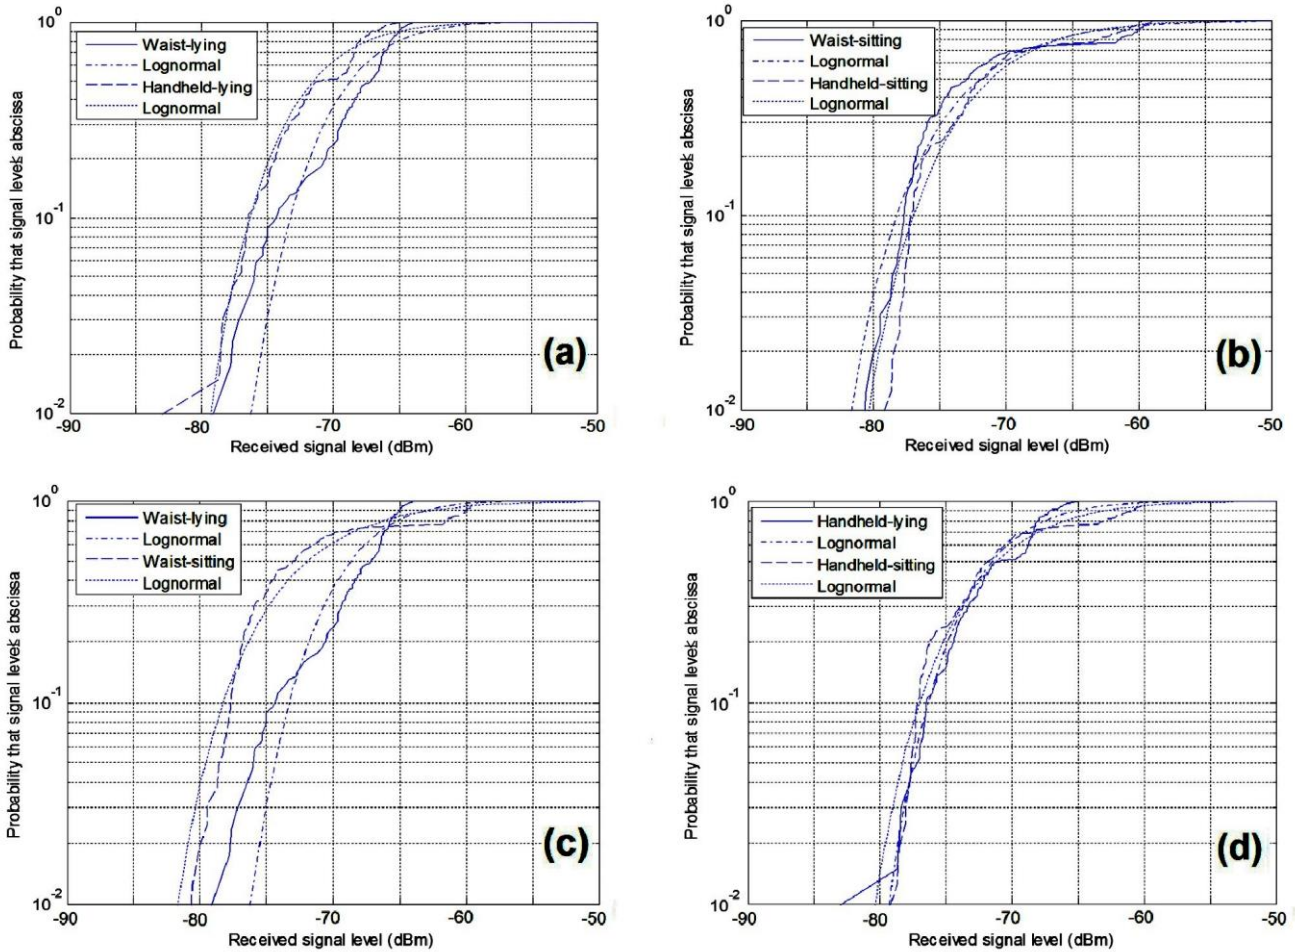 10^0
Waist-lying
Lognormal
Handheld-lying
Lognormal
10^-1
10^-2
Probability that signal level≤ abscissa
-90
-80
-70
-60
-50
Received signal level (dBm)
(a)
10^0
Waist-sitting
Lognormal
Handheld-sitting
Lognormal
10^-1
10^-2
Probability that signal level≤ abscissa
-90
-80
-70
-60
-50
Received signal level (dBm)
(b)
10^0
Waist-lying
Lognormal
Waist-sitting
Lognormal
10^-1
10^-2
Probability that signal level≤ abscissa
-90
-80
-70
-60
-50
Received signal level (dBm)
(c)
10^0
Handheld-lying
Lognormal
Handheld-sitting
Lognormal
10^-1
10^-2
Probability that signal level≤ abscissa
-90
-80
-70
-60
-50
Received signal level (dBm)
(d)